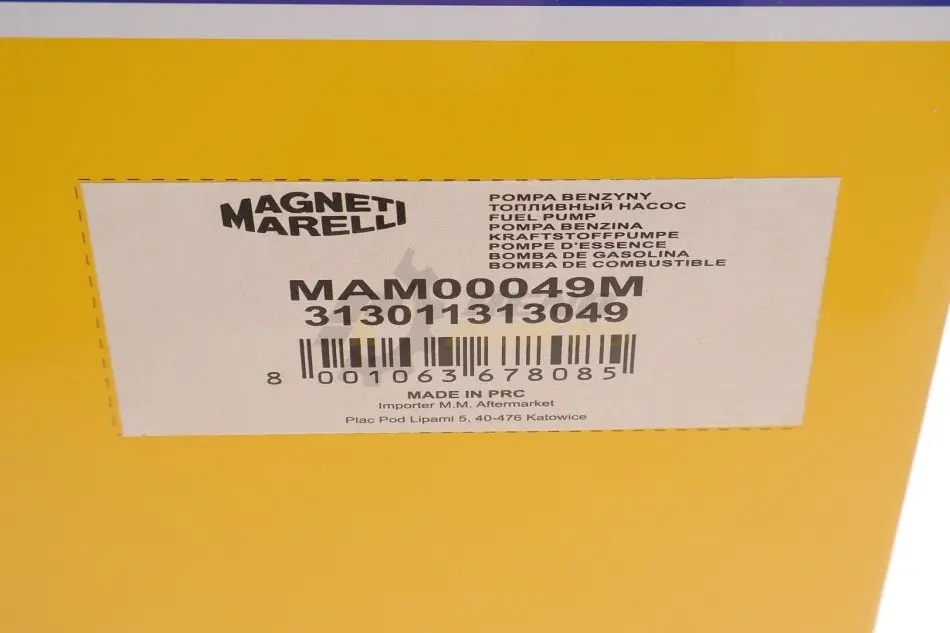 MAGNETI
MARELLI
POMPA BENZYNY
ТОПЛИВНЫЙ НАСОС
FUEL PUMP
POMPA BENZINA
KRAFTSTOFFPUMPE
POMPE D'ESSENCE
BOMBA DE GASOLINA
BOMBA DE COMBUSTIBLE
MAM00049M
313011313049
8 001063 678085
MADE IN PRC
Importer M.M. Aftermarket
Plac Pod Lipami 5, 40-476 Katowice